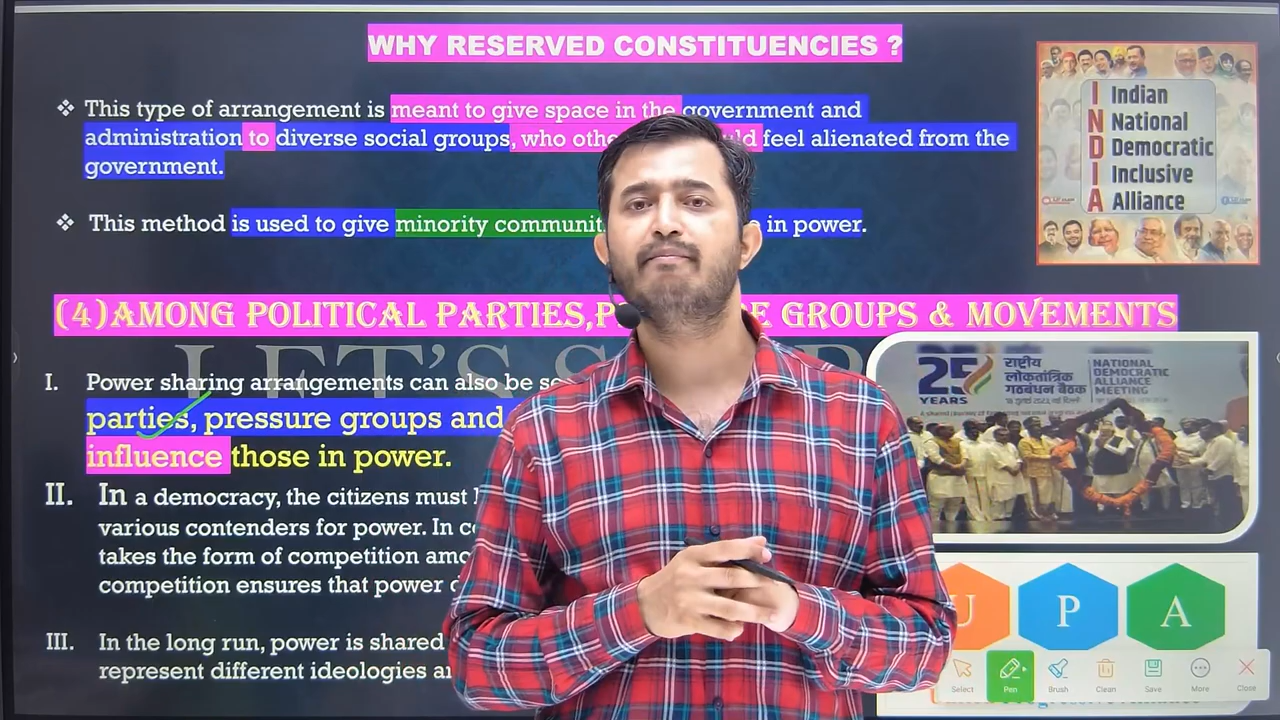 WHY RESERVED CONSTITUENCIES ?
❖ This type of arrangement is meant to give space in the government and
administration to diverse social groups, who othe ld feel alienated from the
government.
❖ This method is used to give minority communit in power.
I Indian
N National
D Democratic
I Inclusive
A Alliance
(4)AMONG POLITICAL PARTIES,P E GROUPS & MOVEMENTS
LET'S
I. Power sharing arrangements can also be se
parties, pressure groups and
influence those in power.
II. In a democracy, the citizens must
various contenders for power. In co
takes the form of competition amo
competition ensures that power
III. In the long run, power is shared
represent different ideologies a
25 YEARS
राष्ट्रीय
लोकतांत्रिक
गठबंधन बैठक
NATIONAL
DEMOCRATIC
ALLIANCE
MEETING
U P A
Select Pen Brush Clean Save More Close